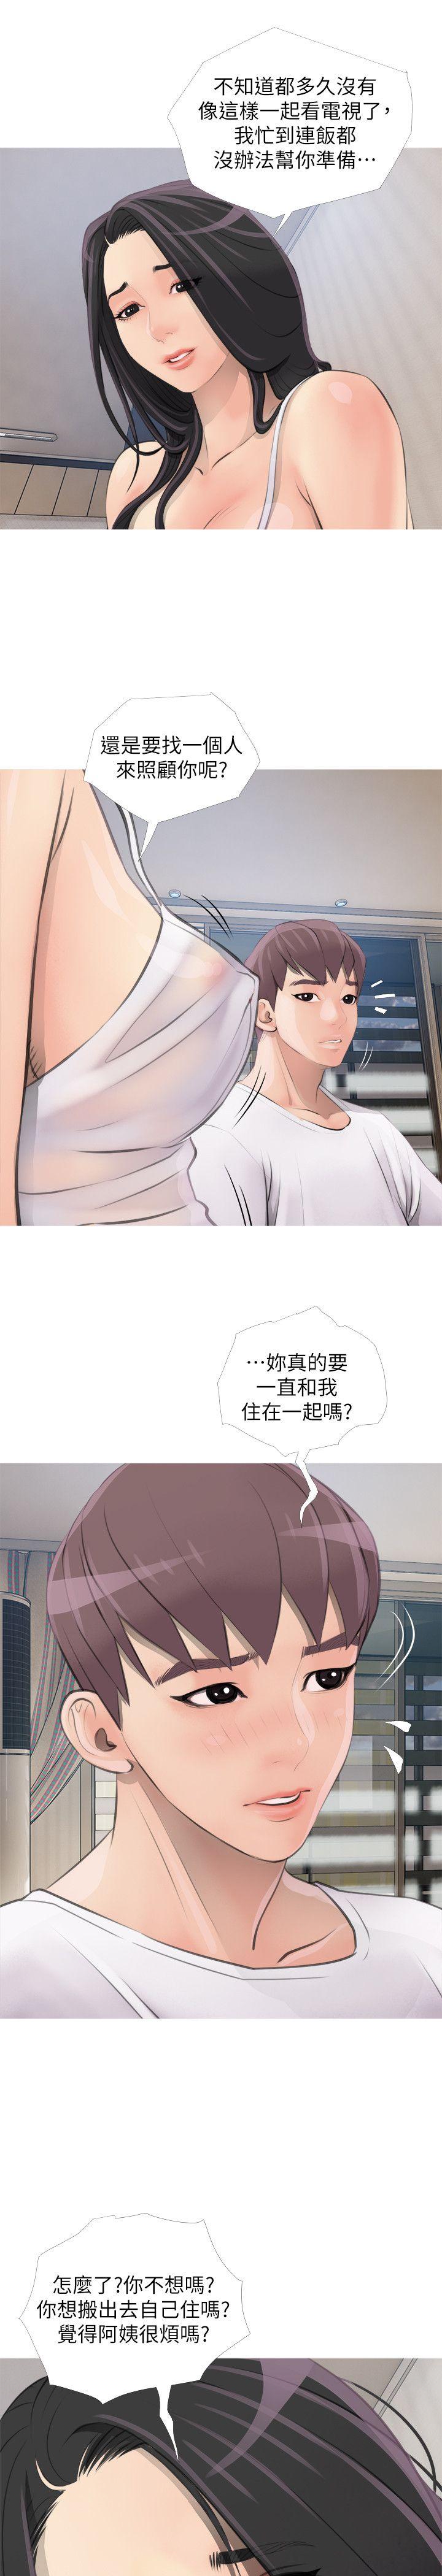 不知道都多久沒有
像這樣一起看電視了，
我忙到連飯都
沒辦法幫你準備…
還是要找一個人
來照顧你呢?
…妳真的要
一直和我
住在一起嗎?
怎麼了?你不想嗎?
你想搬出去自己住嗎?
覺得阿姨很煩嗎?